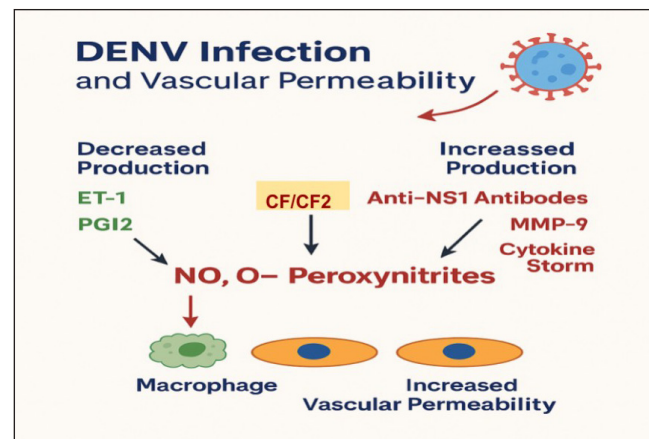 DENV Infection
and Vascular Permeability
Decreased
Production
ET-1
PGI2
CF/CF2
Increassed
Production
Anti-NS1 Antibodies
MMP-9
Cytokine
Storm
NO, O– Peroxynitrites
Macrophage
Increased
Vascular Permeability